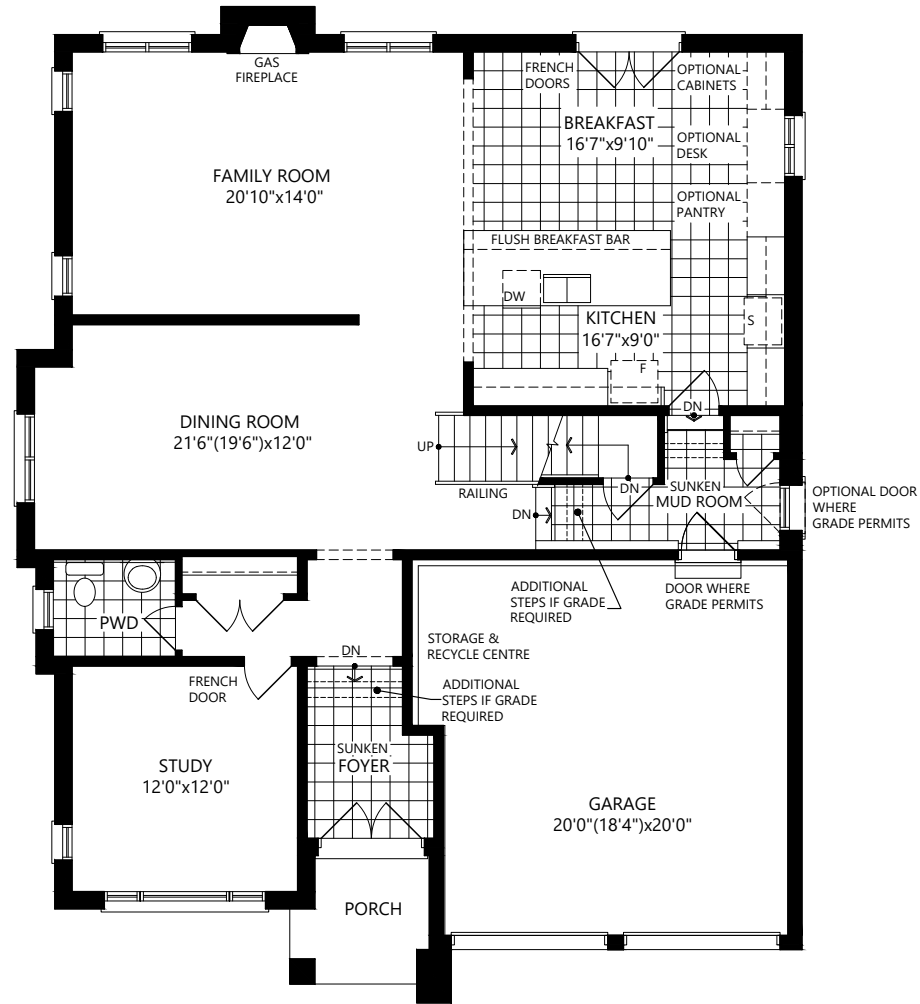 GAS
FIREPLACE
FRENCH
DOORS
OPTIONAL
CABINETS
BREAKFAST
16'7"x9'10"
OPTIONAL
DESK
FAMILY ROOM
20'10"x14'0"
OPTIONAL
PANTRY
FLUSH BREAKFAST BAR
DW
KITCHEN
16'7"x9'0"
S
F
DINING ROOM
21'6"(19'6")x12'0"
DN
UP
RAILING
DN
DN
SUNKEN
MUD ROOM
OPTIONAL DOOR
WHERE
GRADE PERMITS
ADDITIONAL
STEPS IF GRADE
REQUIRED
DOOR WHERE
GRADE PERMITS
PWD
STORAGE &
RECYCLE CENTRE
DN
FRENCH
DOOR
ADDITIONAL
STEPS IF GRADE
REQUIRED
SUNKEN
FOYER
STUDY
12'0"x12'0"
GARAGE
20'0"(18'4")x20'0"
PORCH